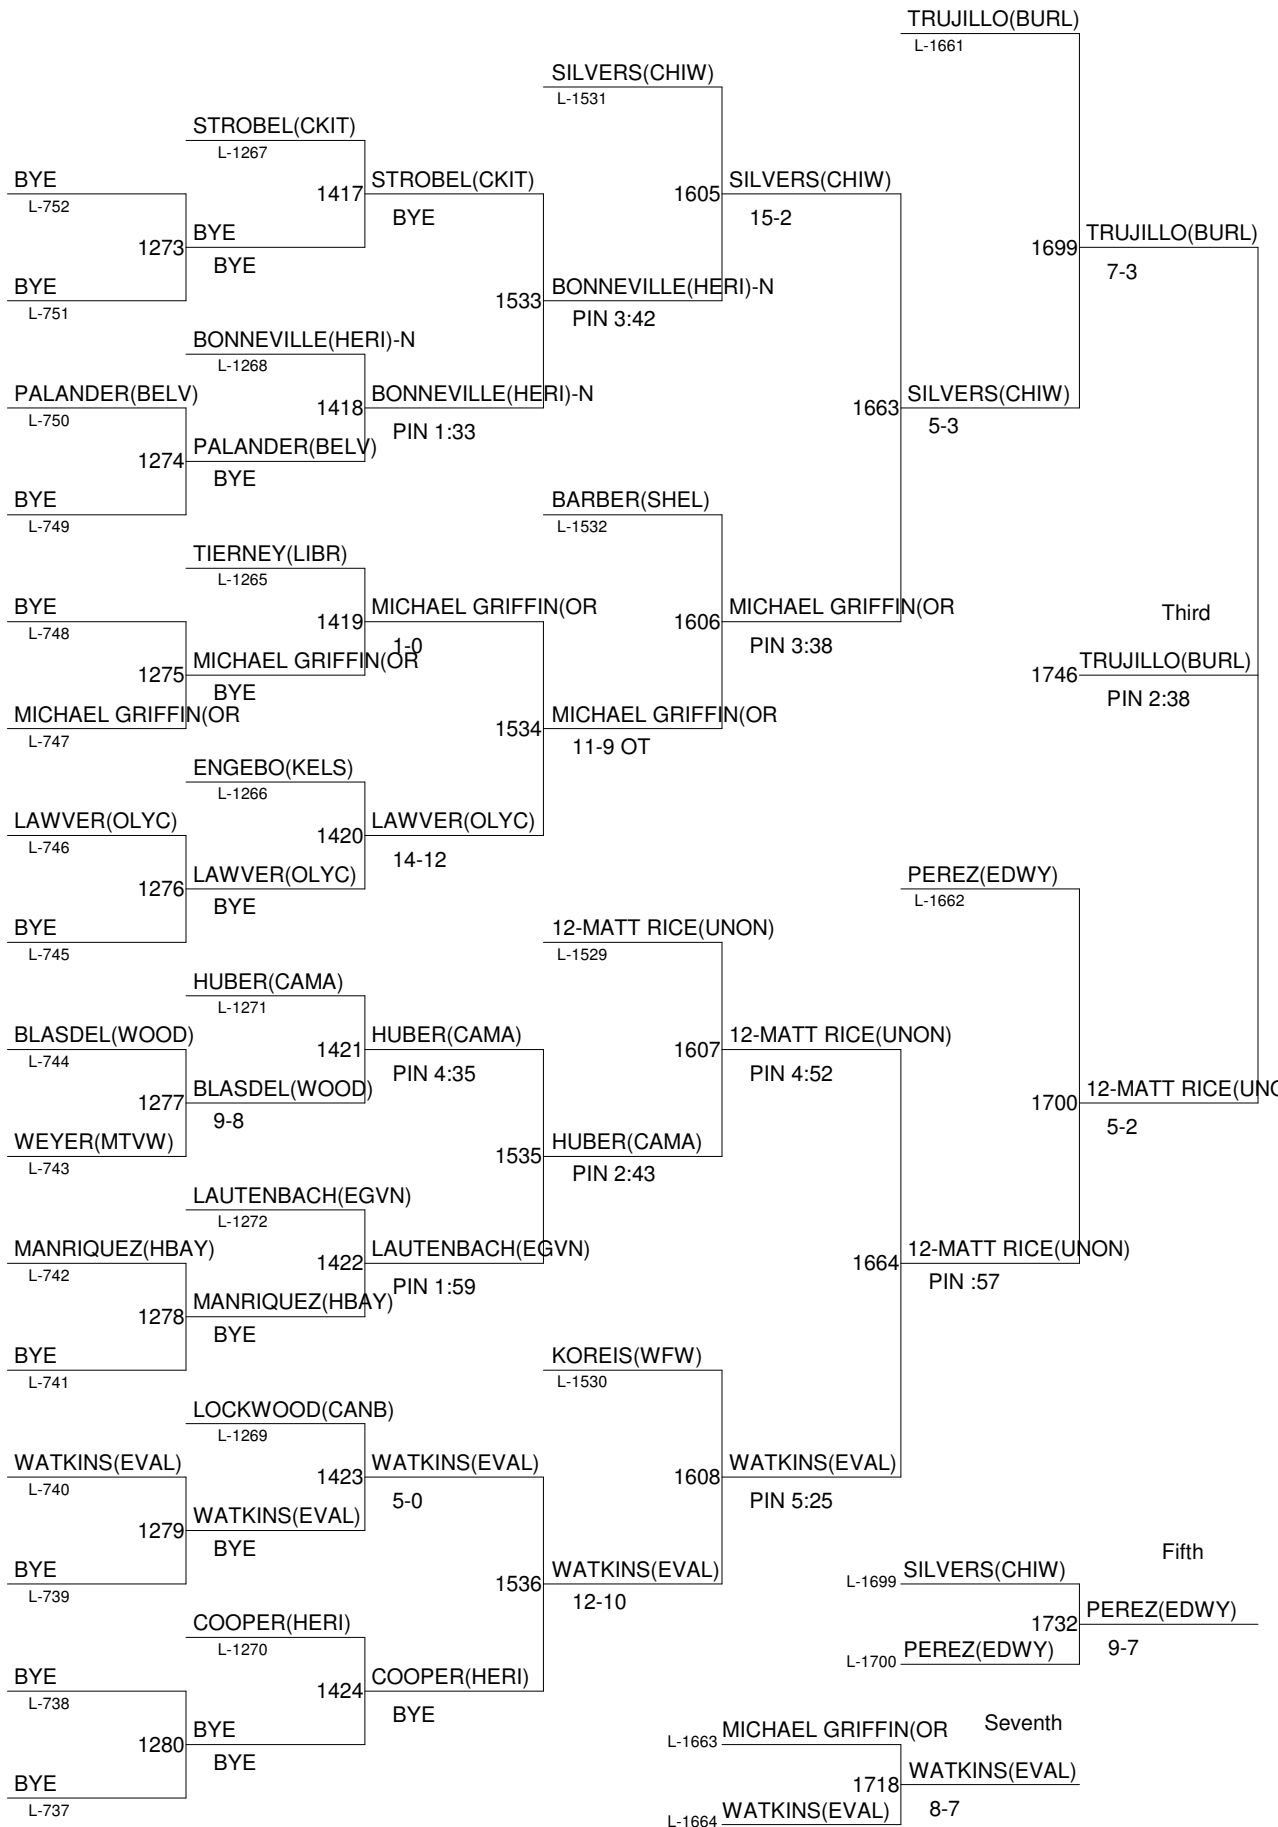 TRUJILLO(BURL)
L-1661
SILVERS(CHIW)
L-1531
STROBEL(CKIT)
L-1267
BYE
L-752
1417 STROBEL(CKIT)
BYE
1605 SILVERS(CHIW)
15-2
1273 BYE
BYE
1699 TRUJILLO(BURL)
7-3
BYE
L-751
1533 BONNEVILLE(HERI)-N
PIN 3:42
BONNEVILLE(HERI)-N
L-1268
PALANDER(BELV)
L-750
1418 BONNEVILLE(HERI)-N
PIN 1:33
1663 SILVERS(CHIW)
5-3
1274 PALANDER(BELV)
BYE
BYE
L-749
BARBER(SHEL)
L-1532
TIERNEY(LIBR)
L-1265
BYE
L-748
1419 MICHAEL GRIFFIN(OR
1-0
1606 MICHAEL GRIFFIN(OR
PIN 3:38
Third
1275 MICHAEL GRIFFIN(OR
BYE
1746 TRUJILLO(BURL)
PIN 2:38
MICHAEL GRIFFIN(OR
L-747
1534 MICHAEL GRIFFIN(OR
11-9 OT
ENGEBO(KELS)
L-1266
LAWVER(OLYC)
L-746
1420 LAWVER(OLYC)
14-12
1276 LAWVER(OLYC)
BYE
PEREZ(EDWY)
L-1662
BYE
L-745
12-MATT RICE(UNON)
L-1529
HUBER(CAMA)
L-1271
BLASDEL(WOOD)
L-744
1421 HUBER(CAMA)
PIN 4:35
1607 12-MATT RICE(UNON)
PIN 4:52
1277 BLASDEL(WOOD)
9-8
1700 12-MATT RICE(UNO
5-2
WEYER(MTVW)
L-743
1535 HUBER(CAMA)
PIN 2:43
LAUTENBACH(EGVN)
L-1272
MANRIQUEZ(HBAY)
L-742
1422 LAUTENBACH(EGVN)
PIN 1:59
1664 12-MATT RICE(UNON)
PIN :57
1278 MANRIQUEZ(HBAY)
BYE
BYE
L-741
KOREIS(WFW)
L-1530
LOCKWOOD(CANB)
L-1269
WATKINS(EVAL)
L-740
1423 WATKINS(EVAL)
5-0
1608 WATKINS(EVAL)
PIN 5:25
1279 WATKINS(EVAL)
BYE
Fifth
BYE
L-739
1536 WATKINS(EVAL)
12-10
L-1699 SILVERS(CHIW)
1732 PEREZ(EDWY)
9-7
COOPER(HERI)
L-1270
L-1700 PEREZ(EDWY)
BYE
L-738
1424 COOPER(HERI)
BYE
1280 BYE
BYE
L-1663 MICHAEL GRIFFIN(OR
Seventh
1718 WATKINS(EVAL)
8-7
BYE
L-737
L-1664 WATKINS(EVAL)